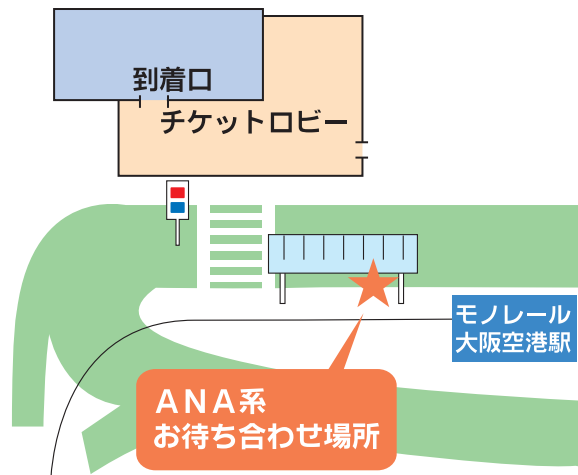 到着口
チケットロビー
モノレール
大阪空港駅
ANA系
お待ち合わせ場所